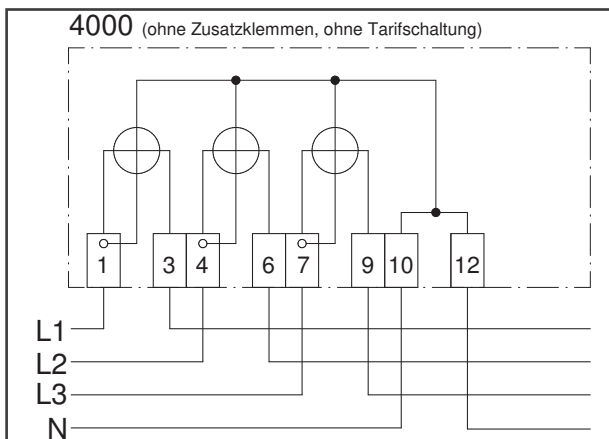 4000 (ohne Zusatzklemmen, ohne Tarifschaltung)
1 3 4 6 7 9 10 12
L1
L2
L3
N